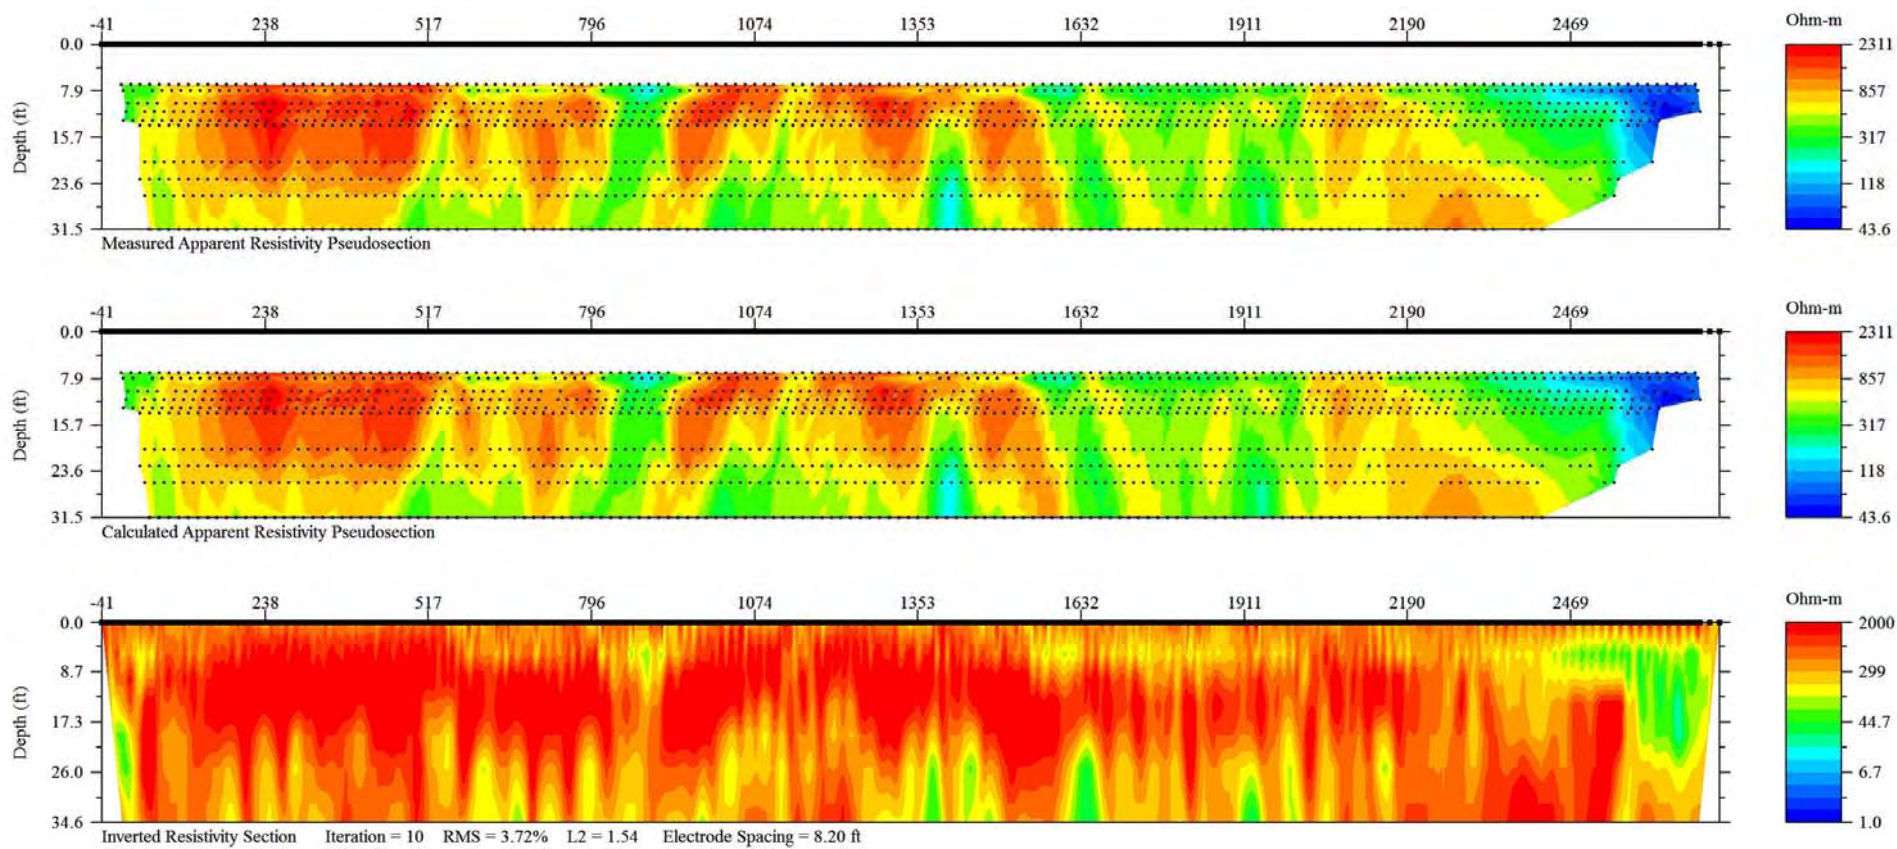 -41 238 517 796 1074 1353 1632 1911 2190 2469 Ohm-m
0.0 2311
7.9 857
Depth (ft) 15.7 317
23.6 118
31.5 43.6
Measured Apparent Resistivity Pseudosection
-41 238 517 796 1074 1353 1632 1911 2190 2469 Ohm-m
0.0 2311
7.9 857
Depth (ft) 15.7 317
23.6 118
31.5 43.6
Calculated Apparent Resistivity Pseudosection
-41 238 517 796 1074 1353 1632 1911 2190 2469 Ohm-m
0.0 2000
8.7 299
Depth (ft) 17.3 44.7
26.0 6.7
34.6 1.0
Inverted Resistivity Section Iteration = 10 RMS = 3.72% L2 = 1.54 Electrode Spacing = 8.20 ft